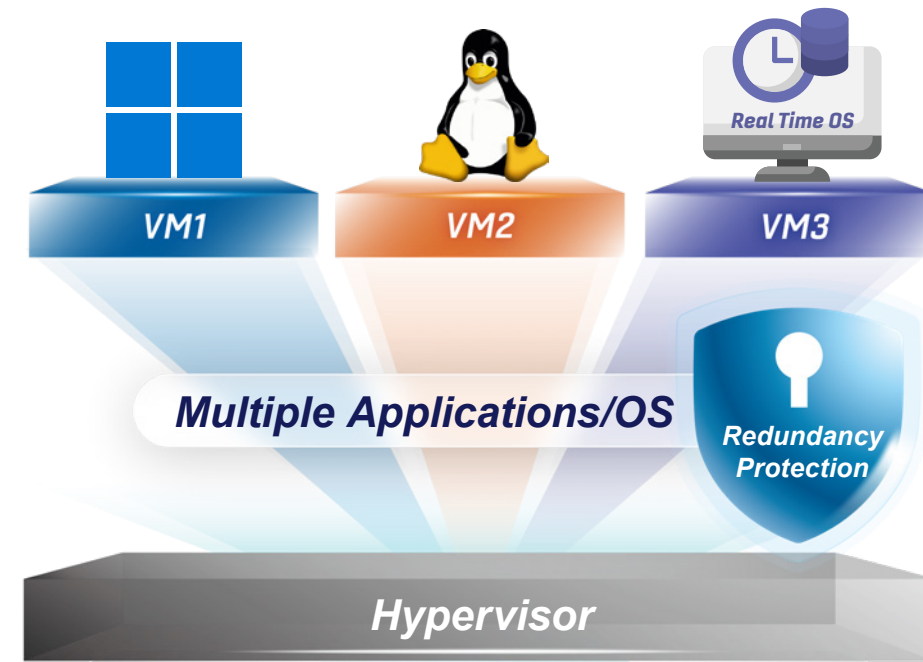 Real Time OS
VM1
VM2
VM3
Multiple Applications/OS
Redundancy
Protection
Hypervisor